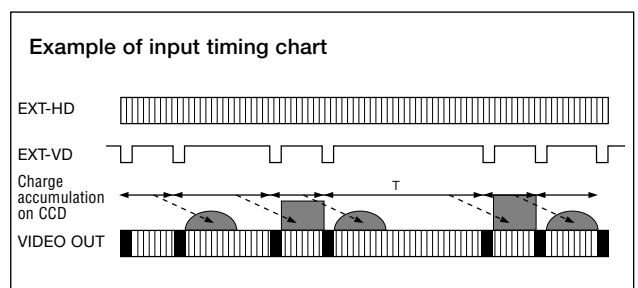 Example of input timing chart
EXT-HD
EXT-VD
Charge
accumulation
on CCD
T
VIDEO OUT